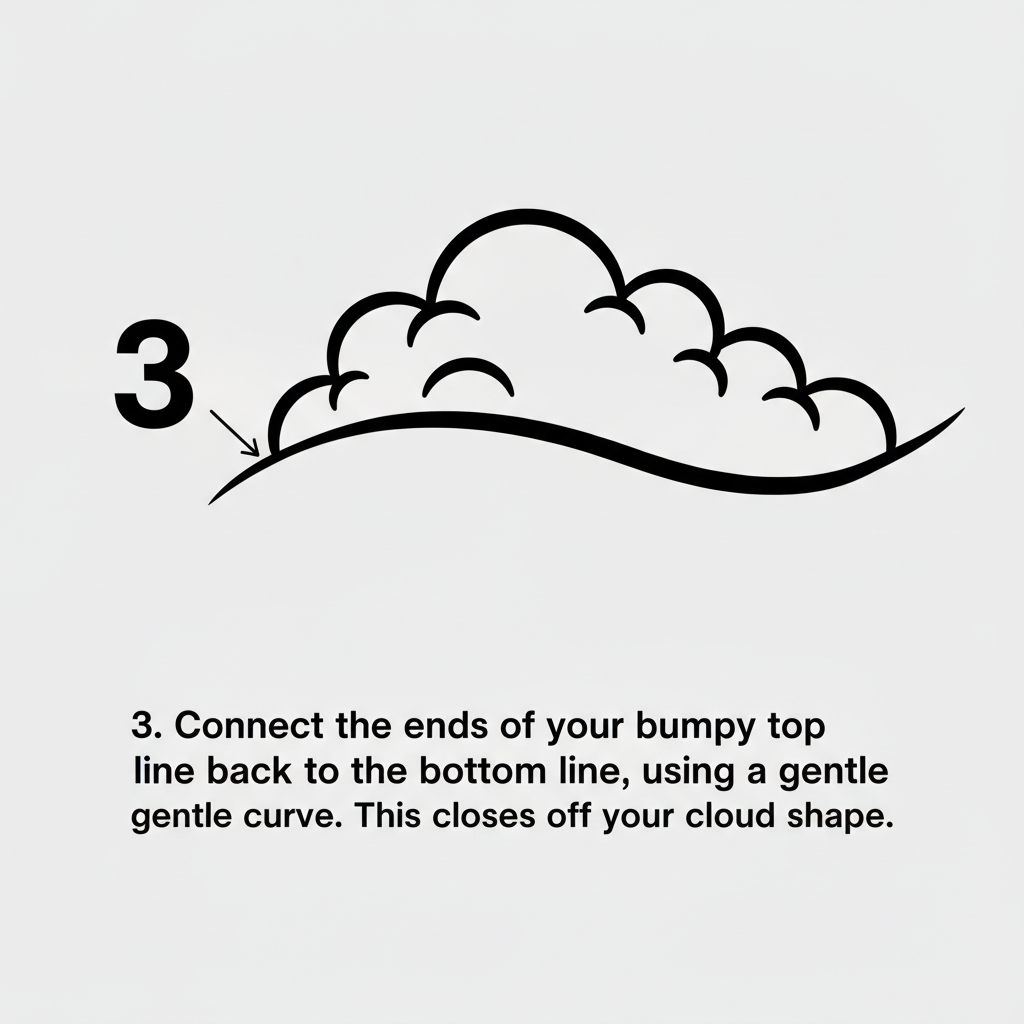 3
3. Connect the ends of your bumpy top
line back to the bottom line, using a gentle
gentle curve. This closes off your cloud shape.